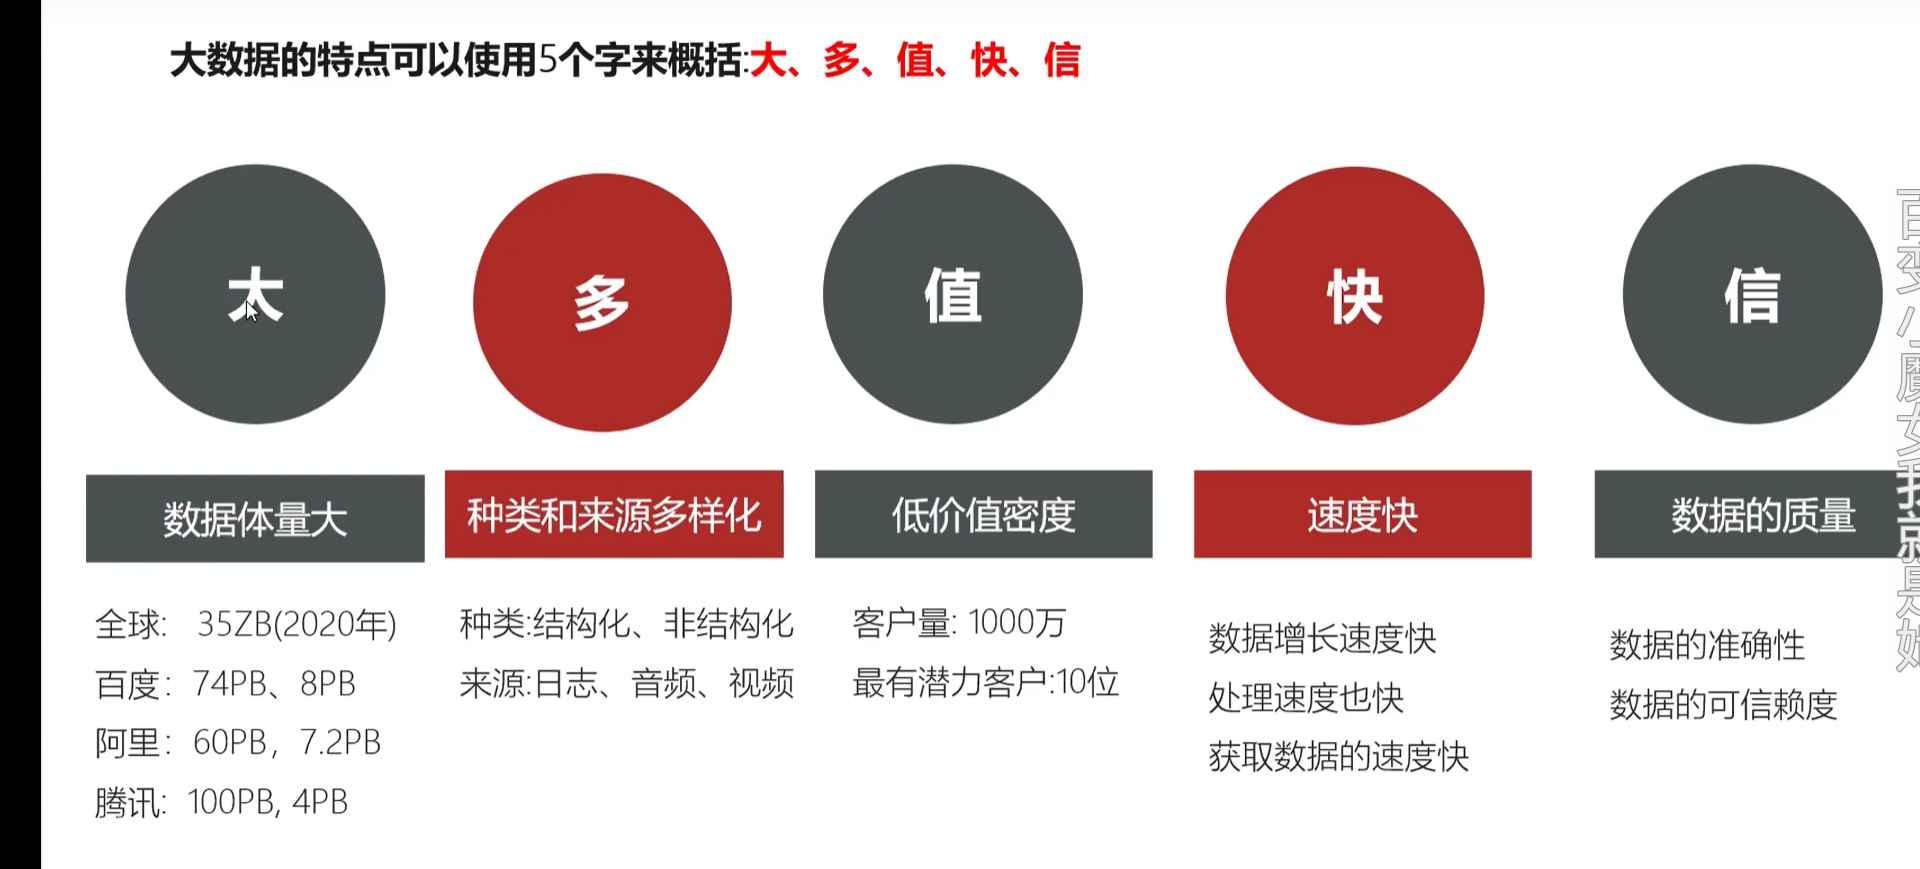 大数据的特点可以使用5个字来概括:大、多、值、快、信
大
多
值
快
信
数据体量大
种类和来源多样化
低价值密度
速度快
数据的质量
全球: 35ZB(2020年)
百度: 74PB、8PB
阿里: 60PB，7.2PB
腾讯: 100PB, 4PB
种类:结构化、非结构化
来源:日志、音频、视频
客户量: 1000万
最有潜力客户:10位
数据增长速度快
处理速度也快
获取数据的速度快
数据的准确性
数据的可信赖度